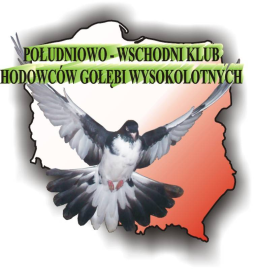 POŁUDNIOWO - WSCHODNI KLUB
HODOWCÓW GOŁĘBI WYSOKOLOTNYCH